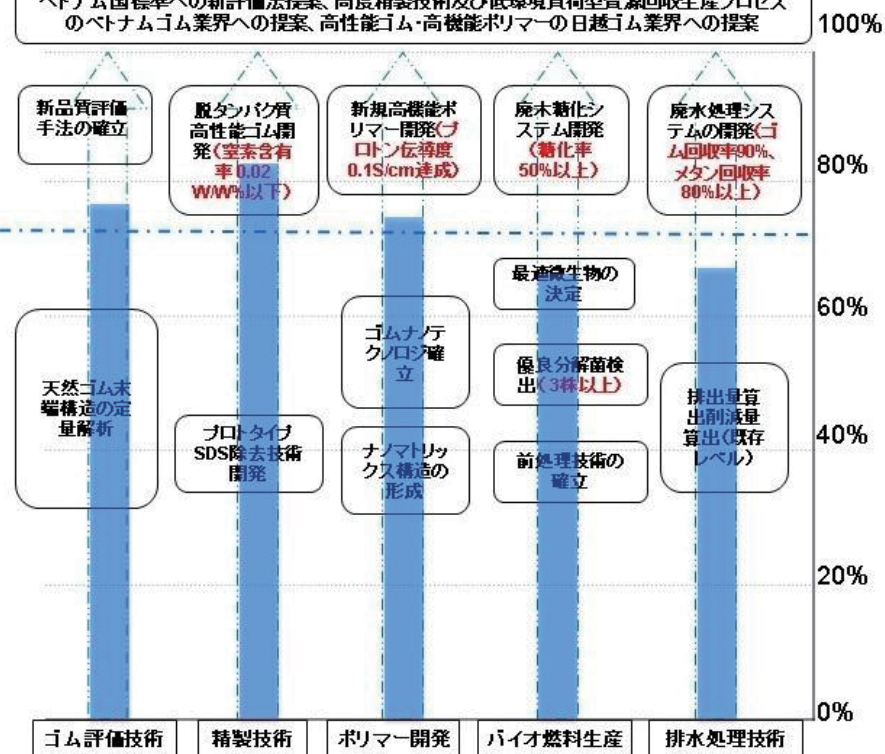 ベトナム国標準への新評価法提案、高度精製技術及び低環境負荷型資源回収生産プロセス
のベトナムゴム業界への提案、高性能ゴム・高機能ポリマーの日越ゴム業界への提案
100%
新品質評価
手法の確立
脱タンパク質
高性能ゴム開
発(窒素含有
率 0.02
W/W%以下)
新規高機能ポ
リマー開発(プ
ロトン伝導度
0.1S/cm達成)
廃木糖化シ
ステム開発
(糖化率
50%以上)
廃水処理シス
テムの開発(ゴ
ム回収率90%、
メタン回収率
80%以上)
80%
最適微生物の
決定
60%
天然ゴム末
端構造の定
量解析
プロトタイプ
SDS除去技術
開発
ゴムナノテ
クノロジ確
立
ナノマトリッ
クス構造の
形成
優良分解菌検
出(3株以上)
前処理技術の
確立
排出量算
出削減量
算出(既存
レベル)
40%
20%
0%
ゴム評価技術
精製技術
ポリマー開発
バイオ燃料生産
排水処理技術